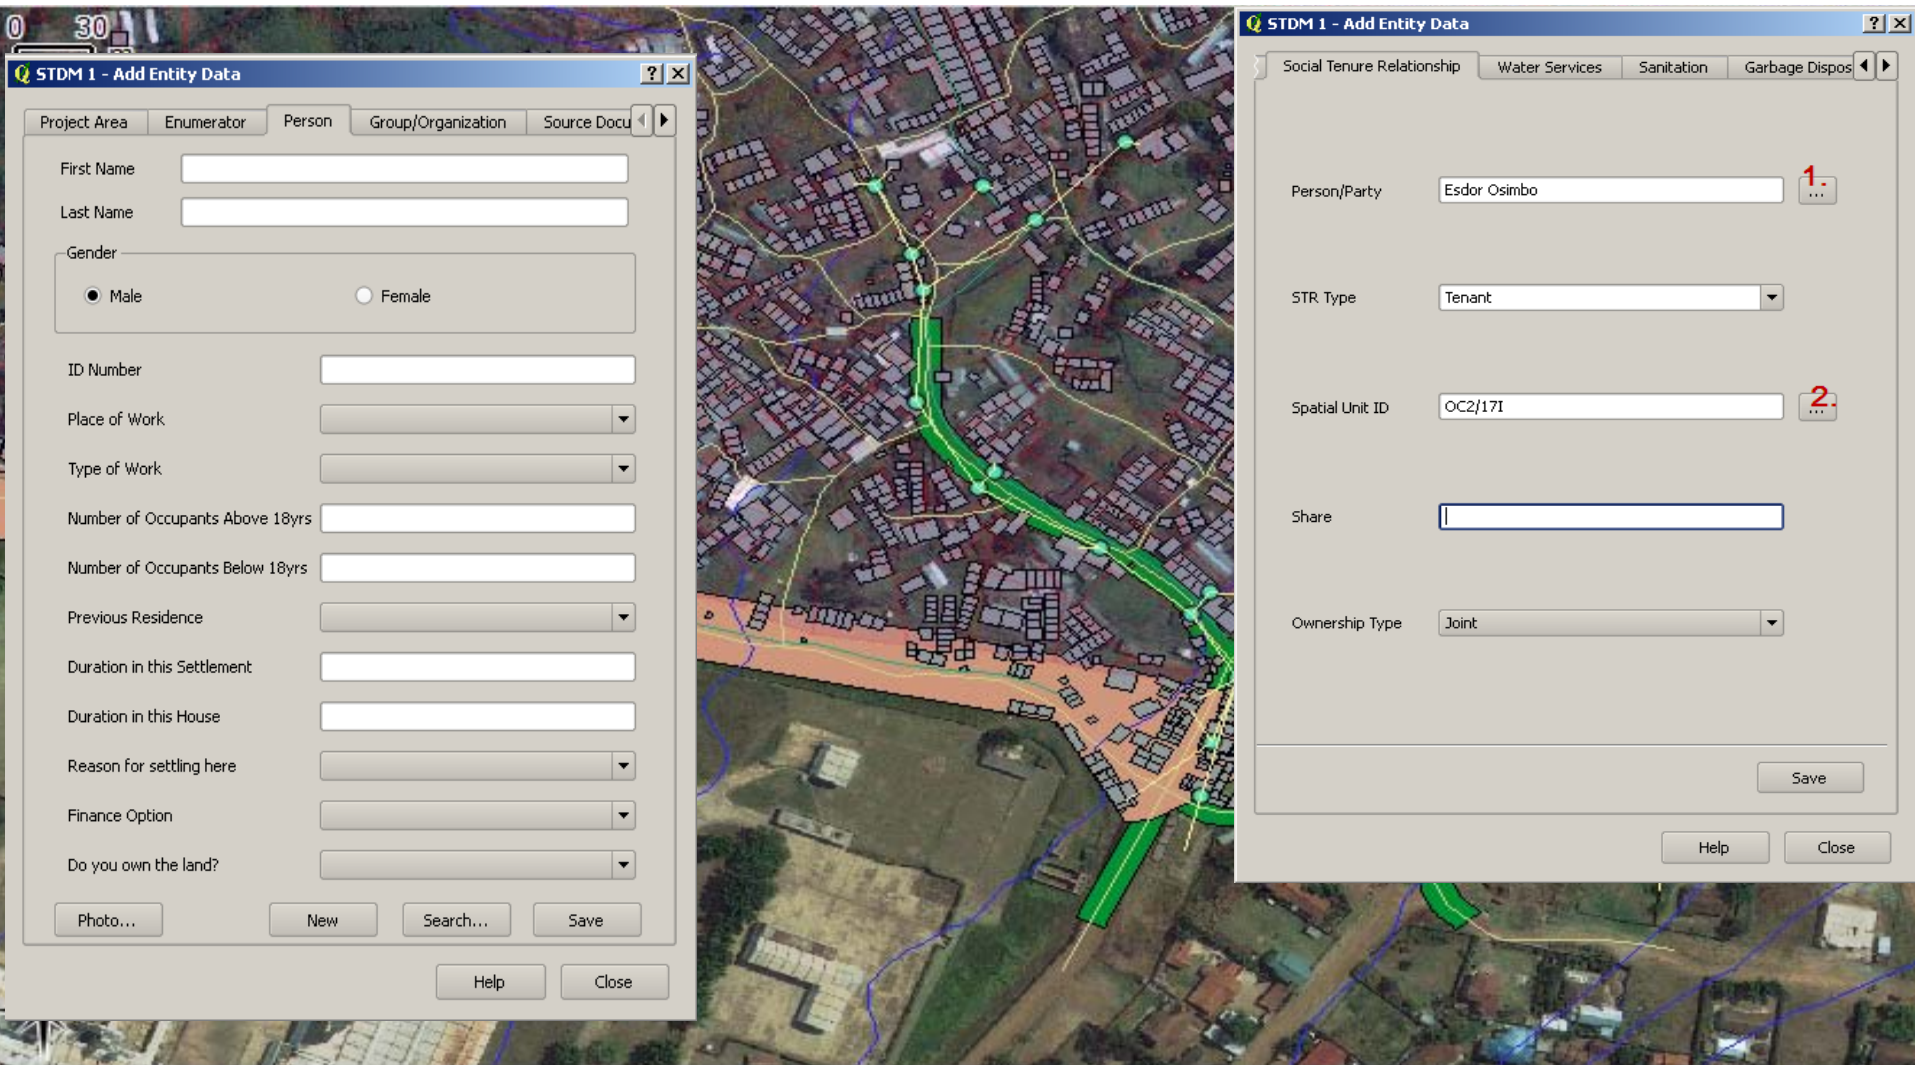 0 30
STDM 1 - Add Entity Data
Project Area Enumerator Person Group/Organization Source Docu
First Name
Last Name
Gender
Male Female
ID Number
Place of Work
Type of Work
Number of Occupants Above 18yrs
Number of Occupants Below 18yrs
Previous Residence
Duration in this Settlement
Duration in this House
Reason for settling here
Finance Option
Do you own the land?
Photo... New Search... Save
Help Close
STDM 1 - Add Entity Data
Social Tenure Relationship Water Services Sanitation Garbage Dispos
Person/Party Esdor Osimbo 1. ...
STR Type Tenant
Spatial Unit ID OC2/17I 2. ...
Share
Ownership Type Joint
Save
Help Close